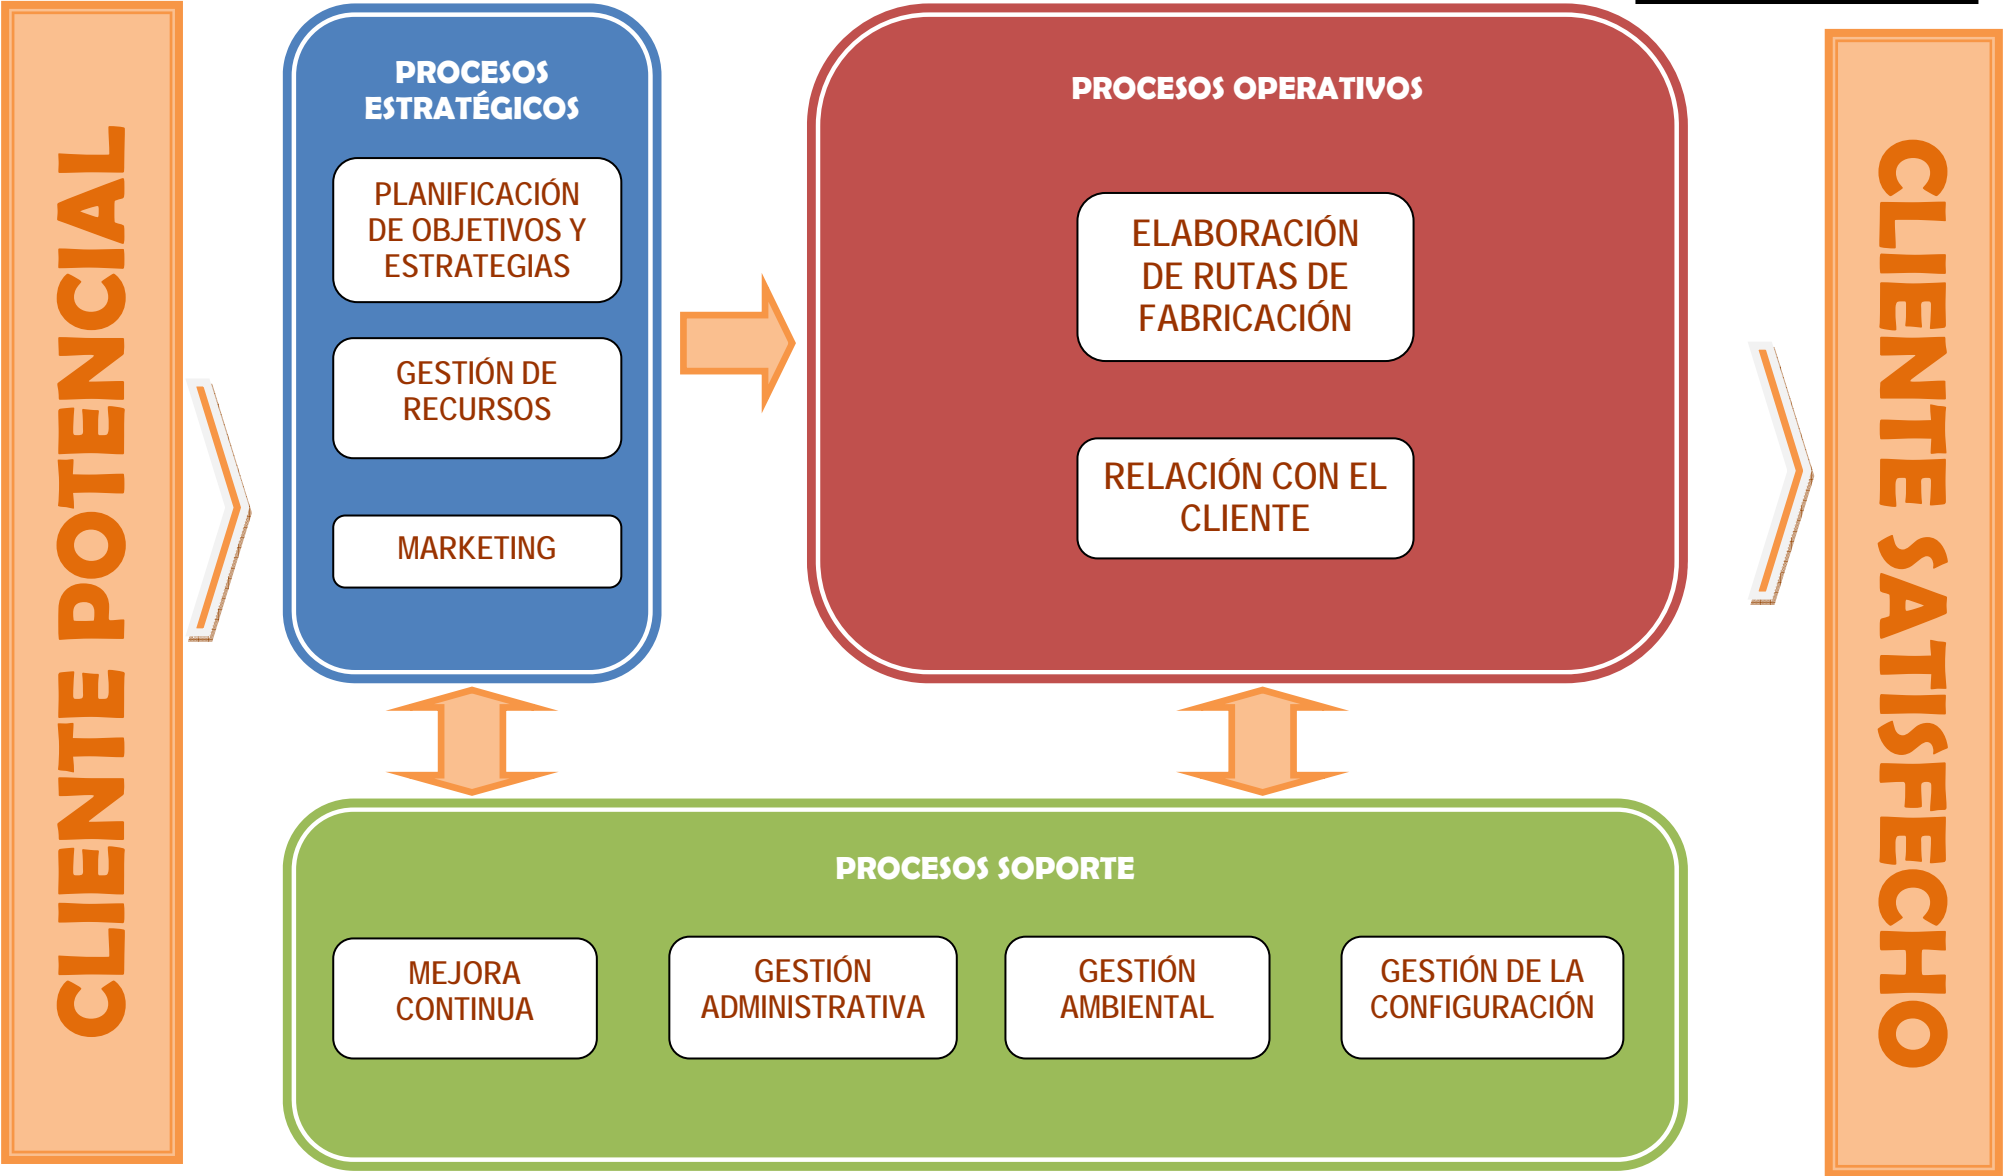 CLIENTE POTENCIAL
PROCESOS
ESTRATÉGICOS
PLANIFICACIÓN
DE OBJETIVOS Y
ESTRATEGIAS
GESTIÓN DE
RECURSOS
MARKETING
PROCESOS OPERATIVOS
ELABORACIÓN
DE RUTAS DE
FABRICACIÓN
RELACIÓN CON EL
CLIENTE
PROCESOS SOPORTE
MEJORA
CONTINUA
GESTIÓN
ADMINISTRATIVA
GESTIÓN
AMBIENTAL
GESTIÓN DE LA
CONFIGURACIÓN
CLIENTE SATISFECHO